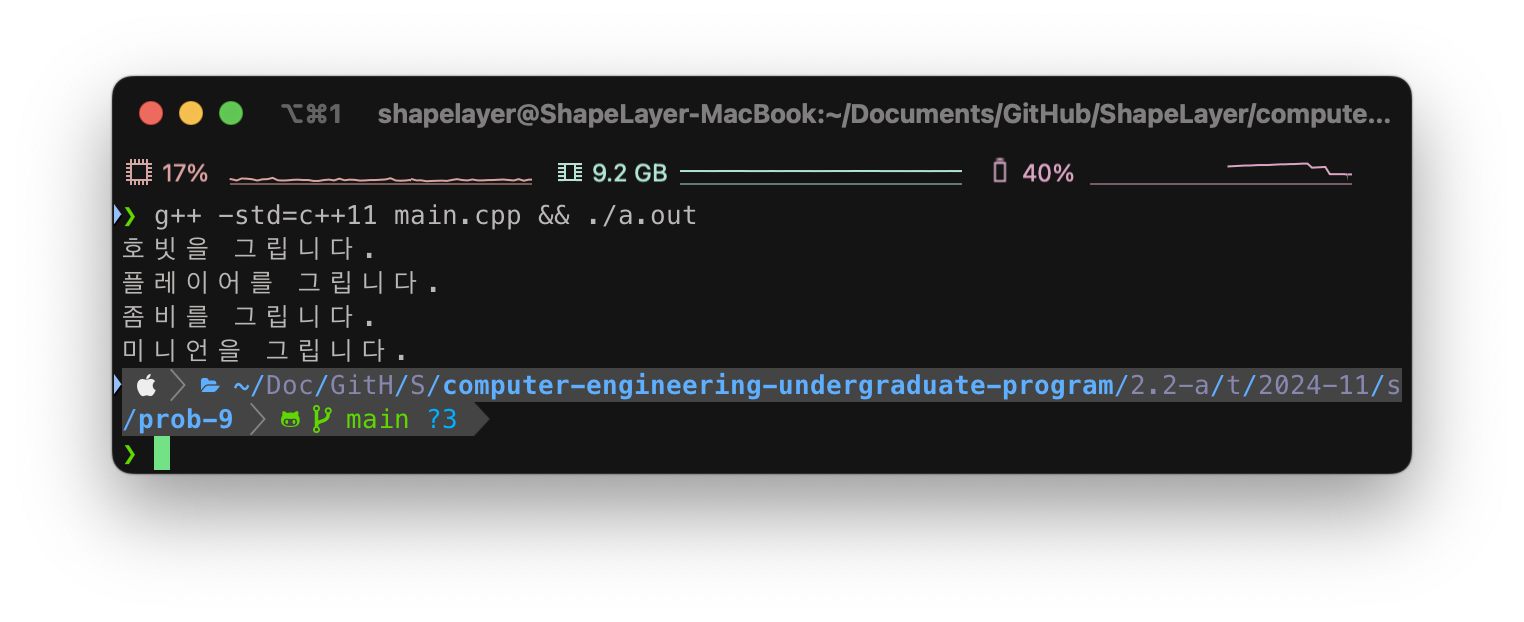 ⌥⌘1 shapelayer@ShapeLayer-MacBook:~/Documents/GitHub/ShapeLayer/compute...
17% 9.2 GB 40%
❯ g++ -std=c++11 main.cpp && ./a.out
호빗을 그립니다.
플레이어를 그립니다.
좀비를 그립니다.
미니언을 그립니다.
~/Doc/GitH/S/computer-engineering-undergraduate-program/2.2-a/t/2024-11/s
/prob-9 main ?3
❯